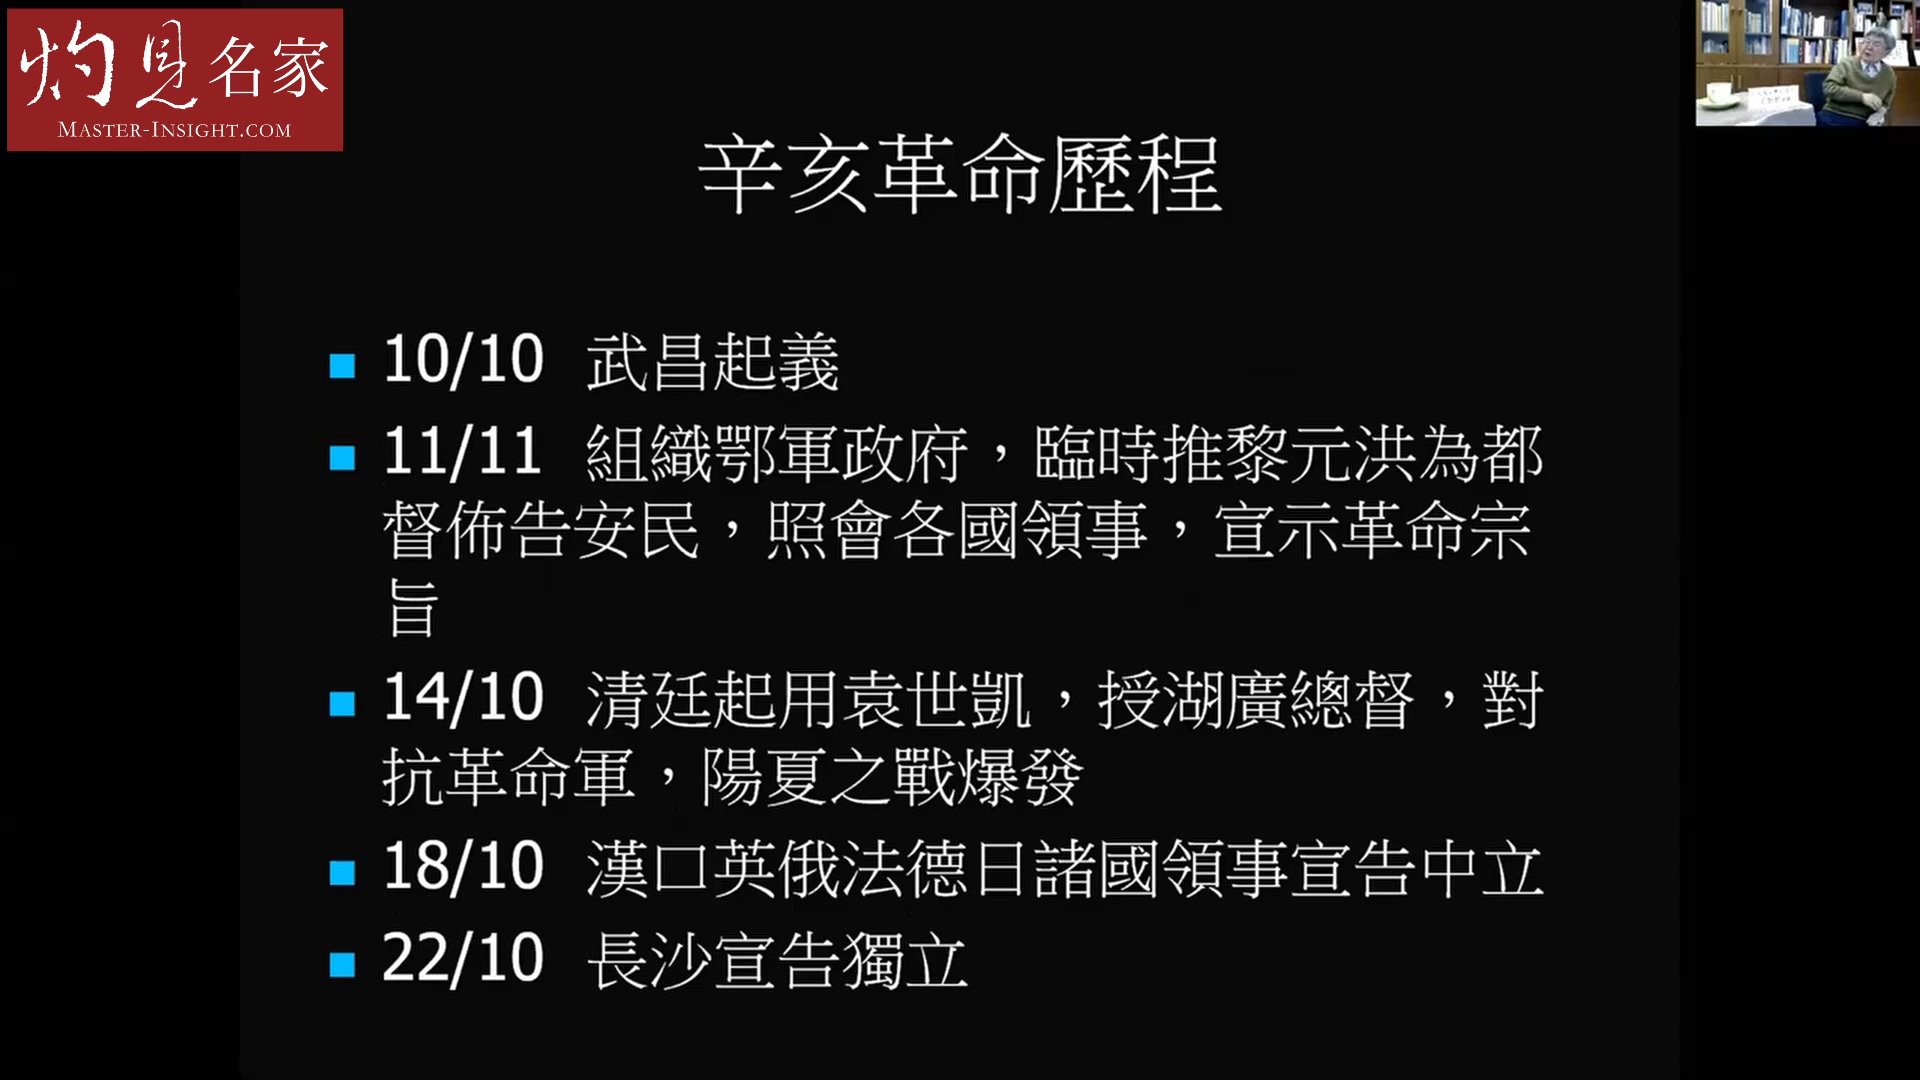 灼見名家
MASTER-INSIGHT.COM
辛亥革命歷程
10/10 武昌起義
11/11 組織鄂軍政府，臨時推黎元洪為都
督佈告安民，照會各國領事，宣示革命宗
旨
14/10 清廷起用袁世凱，授湖廣總督，對
抗革命軍，陽夏之戰爆發
18/10 漢口英俄法德日諸國領事宣告中立
22/10 長沙宣告獨立